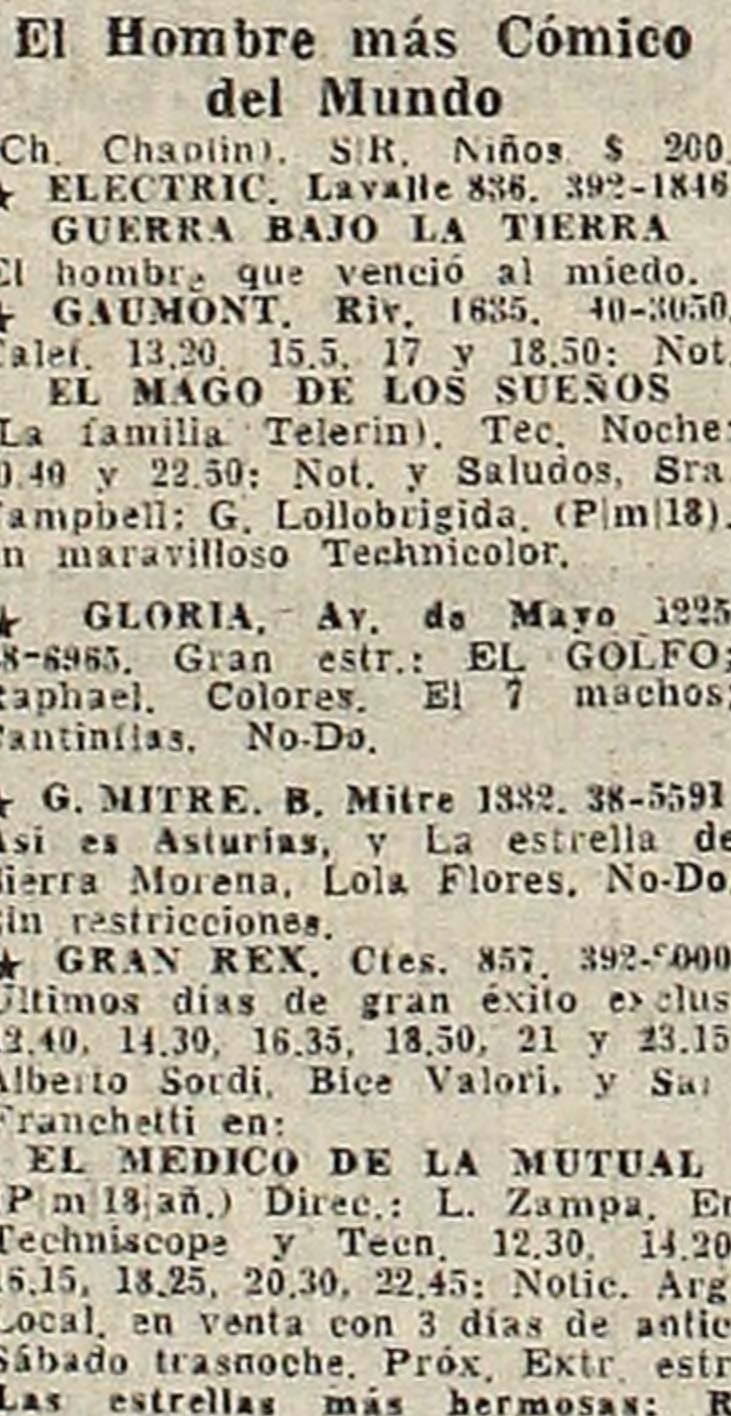 El Hombre más Cómico
del Mundo
(Ch. Chaplin). S|R. Niños $ 200.
★ ELECTRIC. Lavalle 836. 392-1846
GUERRA BAJO LA TIERRA
El hombre que venció al miedo.
★ GAUMONT. Riv. 1635. 40-3050.
Calef. 13.20, 15.5, 17 y 18.50: Not.
EL MAGO DE LOS SUEÑOS
(La familia Telerin). Tec. Noche:
0.40 y 22.50: Not. y Saludos, Sra.
Campbell: G. Lollobrigida. (P|m|18).
En maravilloso Technicolor.
★ GLORIA. Av. de Mayo 1225
38-6965. Gran estr.: EL GOLFO;
Raphael. Colores. El 7 machos;
Cantinflas. No-Do.
★ G. MITRE. B. Mitre 1332. 38-5591
Así es Asturias, y La estrella de
Sierra Morena, Lola Flores. No-Do.
Sin restricciones.
★ GRAN REX. Ctes. 857. 392-000
Ultimos días de gran éxito exclus
12.40, 14.30, 16.35, 18.50, 21 y 23.15
Alberto Sordi, Bice Valori, y
Franchetti en:
EL MEDICO DE LA MUTUAL
(P|m|18|añ.) Direc.: L. Zampa. En
Techniscope y Tecn. 12.30, 14.20
16.15, 18.25, 20.30, 22.45: Notic. Arg
Local. en venta con 3 días de antic
Sábado trasnoche. Próx. Extr. estr
Las estrellas más hermosas: R